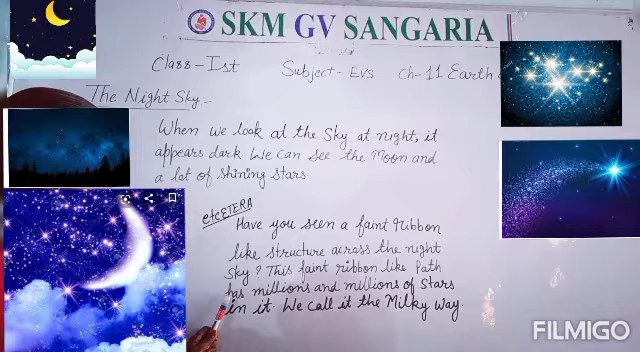 SKM GV SANGARIA
Class-Ist Subject-Evs Ch-11 Earth
The Night Sky-
When we look at the Sky at night, it
appears dark We can see the Moon and
a lot of shining stars.
etcETERA
Have you seen a faint ribbon
like structure across the night
Sky? This faint ribbon like Path
has millions and millions of stars
in it. We call it the Milky Way.
FILMIGO